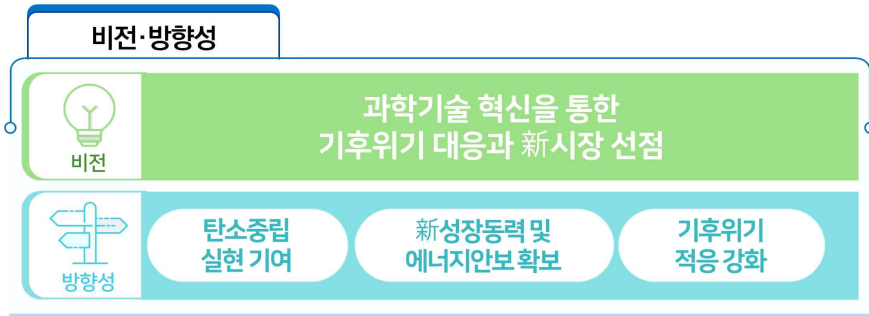 비전·방향성
과학기술 혁신을 통한
기후위기 대응과 新시장 선점
비전
탄소중립
실현 기여
新성장동력 및
에너지안보 확보
기후위기
적응 강화
방향성